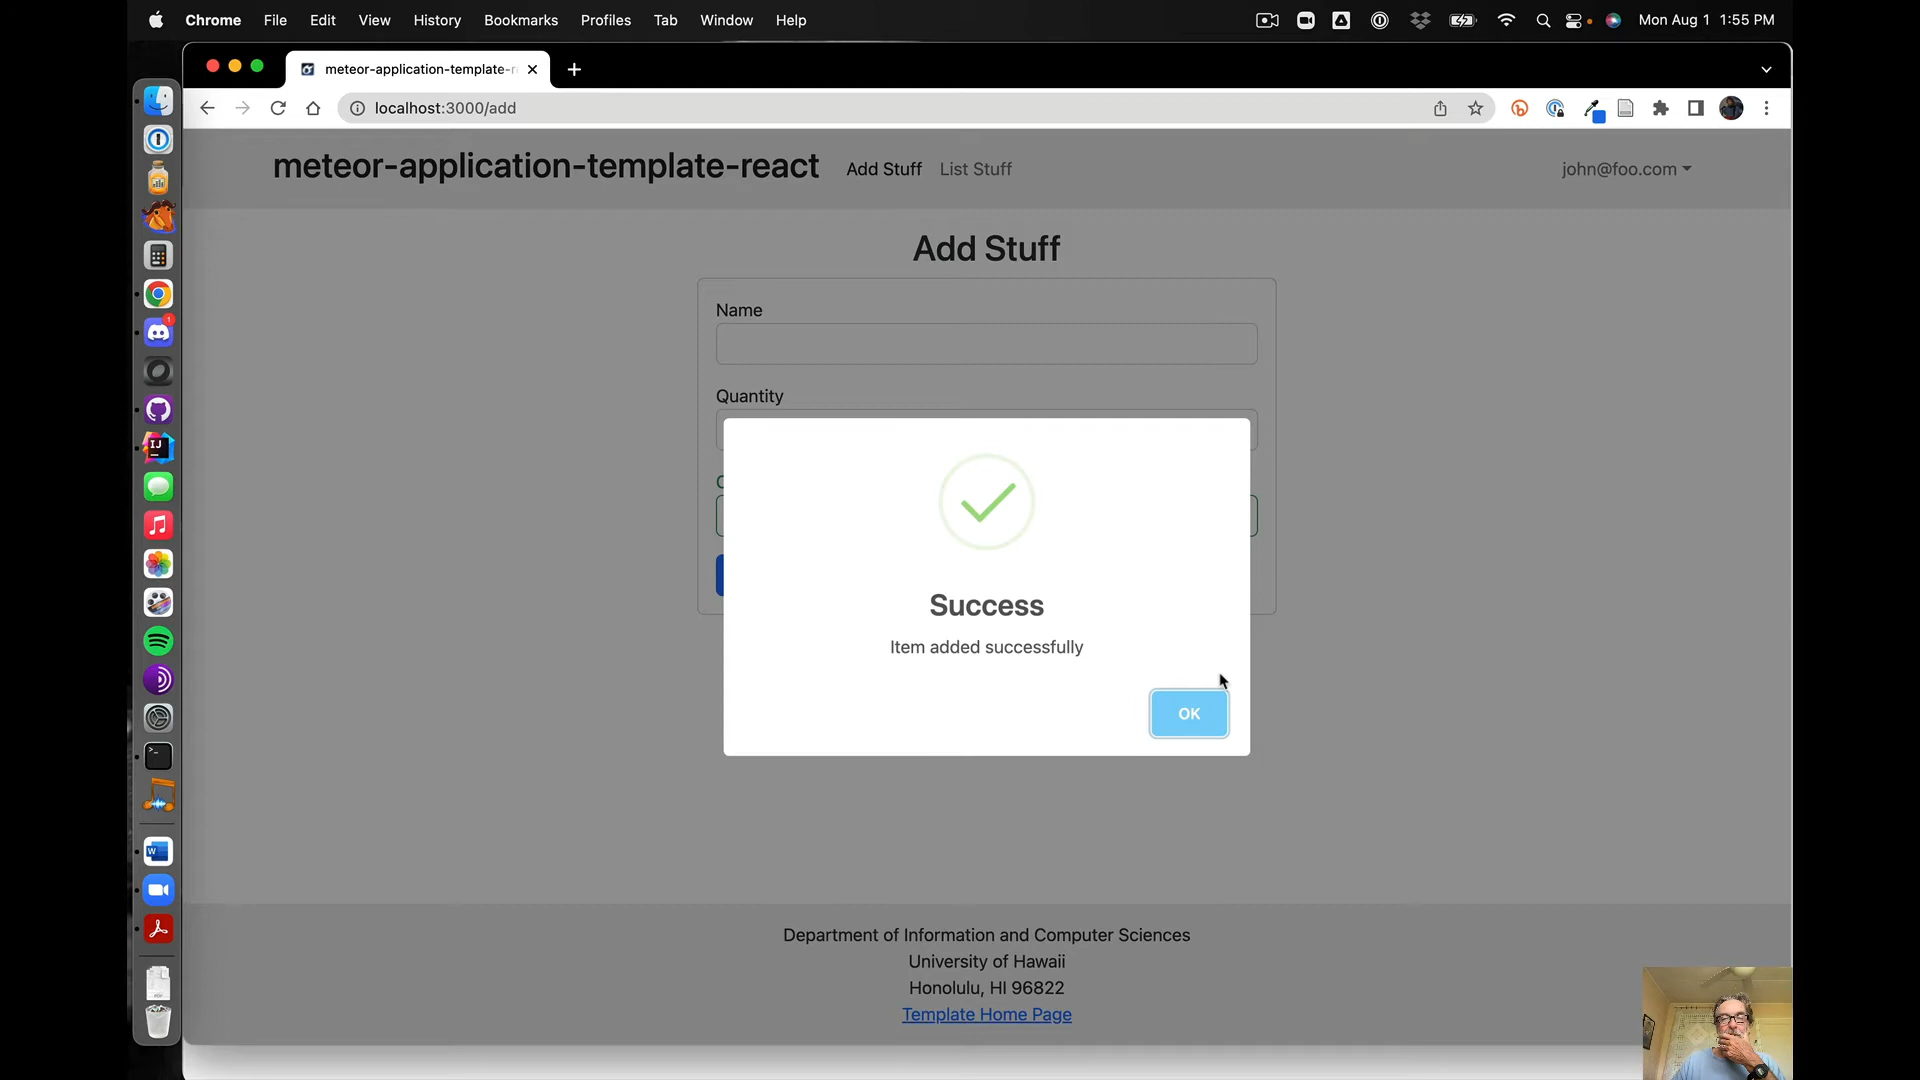 Chrome File Edit View History Bookmarks Profiles Tab Window Help Mon Aug 1 1:55 PM
meteor-application-template-r
localhost:3000/add
meteor-application-template-react Add Stuff List Stuff john@foo.com
Add Stuff
Name
Quantity
Success
Item added successfully
OK
Department of Information and Computer Sciences
University of Hawaii
Honolulu, HI 96822
Template Home Page